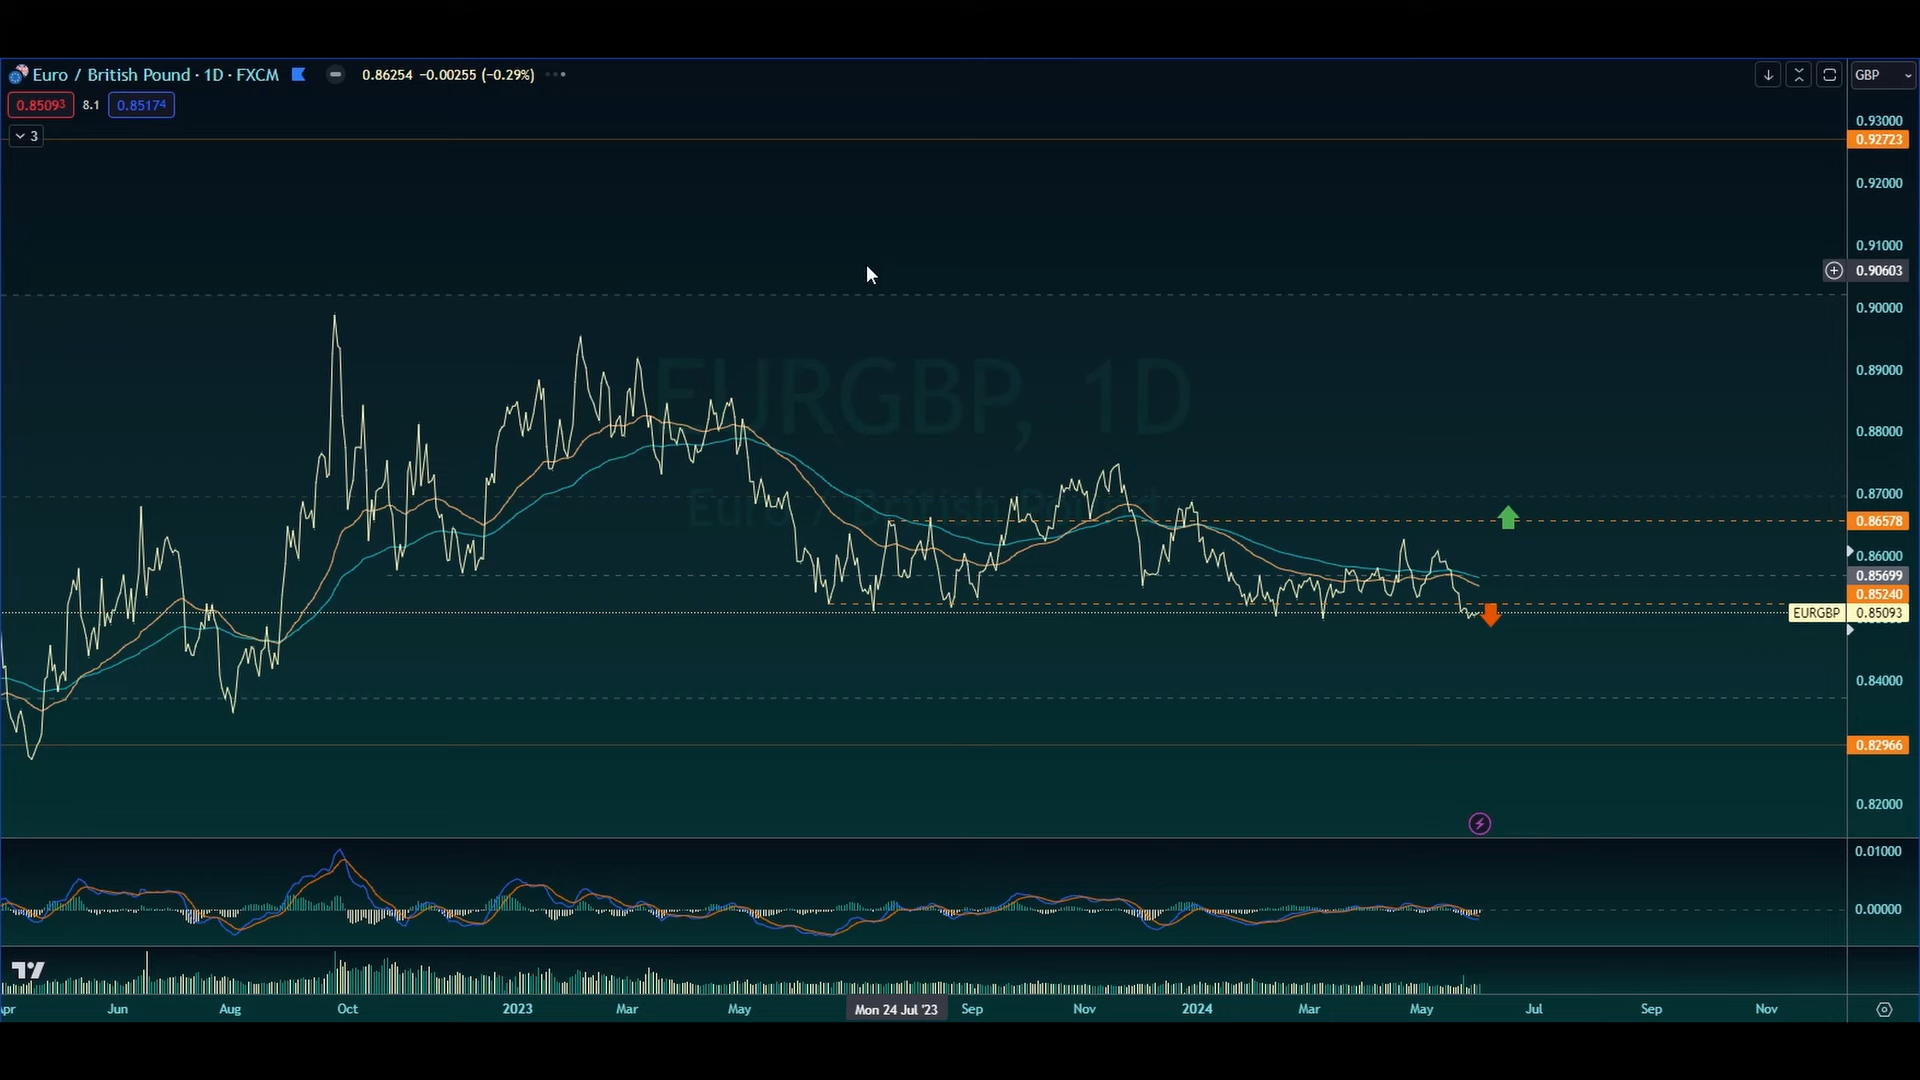 Euro / British Pound · 1D · FXCM 0.86254 −0.00255 (−0.29%)
GBP
0.85093 8.1 0.85174
3
0.93000
0.92723
0.92000
0.91000
0.90603
0.90000
0.89000
EURGBP, 1D
0.88000
0.87000
Euro / British Pound
0.86578
0.86000
0.85699
0.85240
EURGBP 0.85093
0.84000
0.82966
0.82000
0.01000
0.00000
Jun Aug Oct 2023 Mar May Mon 24 Jul '23 Sep Nov 2024 Mar May Jul Sep Nov